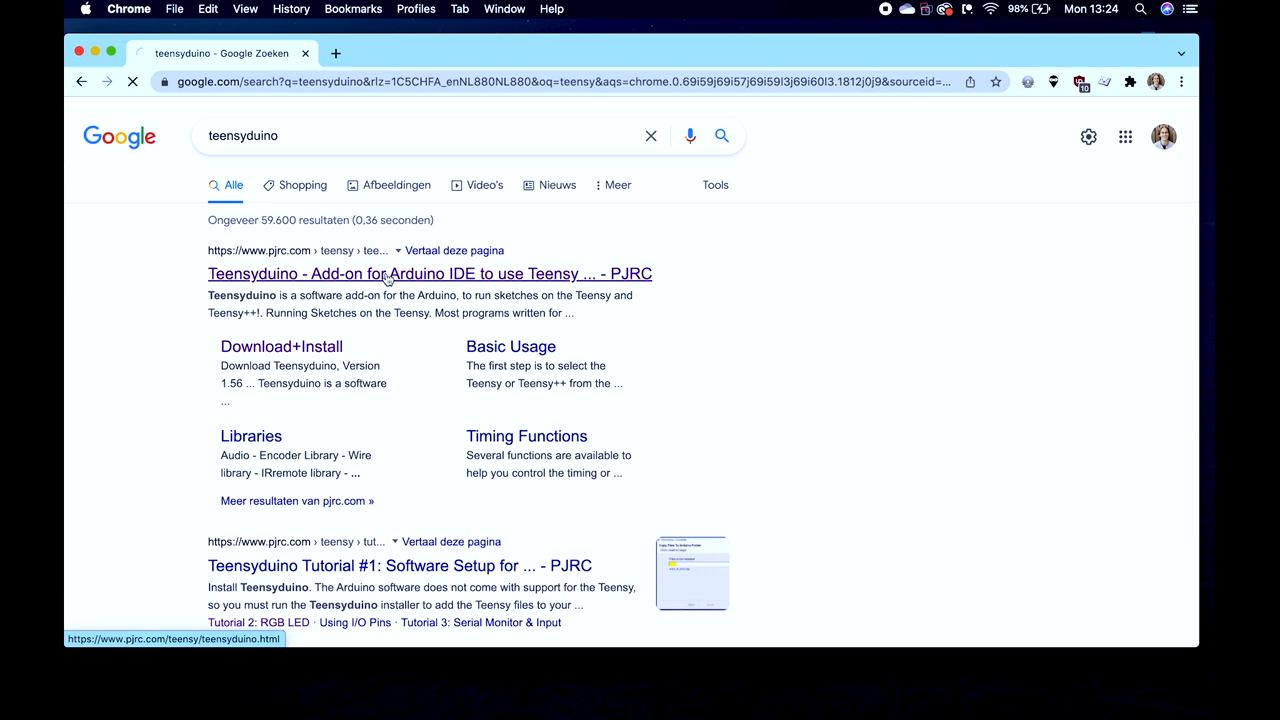 Chrome File Edit View History Bookmarks Profiles Tab Window Help 98% Mon 13:24
teensyduino - Google Zoeken
google.com/search?q=teensyduino&rlz=1C5CHFA_enNL880NL880&oq=teensy&aqs=chrome.0.69i59j69i57j69i59l3j69i60l3.1812j0j9&sourceid=...
10
Google
teensyduino
Alle Shopping Afbeeldingen Video's Nieuws Meer Tools
Ongeveer 59.600 resultaten (0,36 seconden)
https://www.pjrc.com › teensy › tee... Vertaal deze pagina
Teensyduino - Add-on for Arduino IDE to use Teensy ... - PJRC
Teensyduino is a software add-on for the Arduino, to run sketches on the Teensy and
Teensy++!. Running Sketches on the Teensy. Most programs written for ...
Download+Install
Download Teensyduino, Version
1.56 ... Teensyduino is a software
...
Basic Usage
The first step is to select the
Teensy or Teensy++ from the ...
Libraries
Audio - Encoder Library - Wire
library - IRremote library - ...
Timing Functions
Several functions are available to
help you control the timing or ...
Meer resultaten van pjrc.com »
https://www.pjrc.com › teensy › tut... Vertaal deze pagina
Teensyduino Tutorial #1: Software Setup for ... - PJRC
Install Teensyduino. The Arduino software does not come with support for the Teensy,
so you must run the Teensyduino installer to add the Teensy files to your ...
Tutorial 2: RGB LED · Using I/O Pins · Tutorial 3: Serial Monitor & Input
https://www.pjrc.com/teensy/teensyduino.html